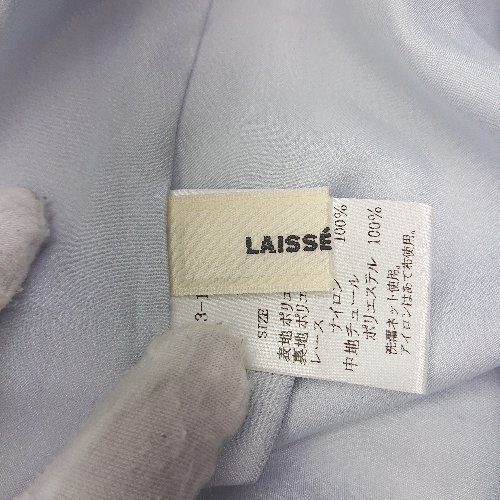 LAISSÉ
3-1
SIZE
表地 ポリエ
裏地 ポリエ
レース
ナイロン 100%
中地 チュール
ポリエステル 100%
洗濯ネット使用。
アイロンはあて布使用。